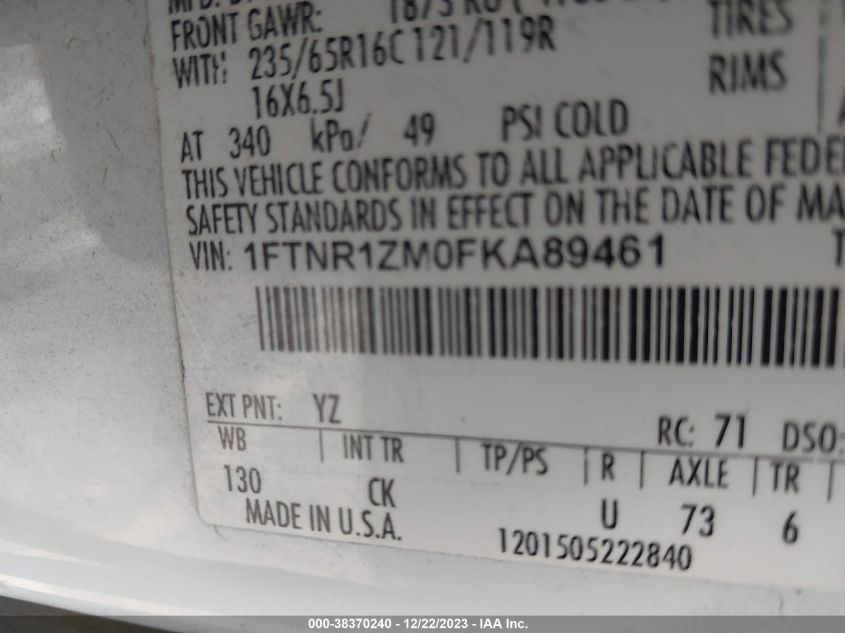 FRONT GAWR:
WITH: 235/65R16C 121/119R TIRES
16X6.5J RIMS
AT 340 kPa/ 49 PSI COLD
THIS VEHICLE CONFORMS TO ALL APPLICABLE FEDE
SAFETY STANDARDS IN EFFECT ON THE DATE OF MA
VIN: 1FTNR1ZM0FKA89461 T
EXT PNT: YZ RC: 71 DSO:
WB | INT TR | TP/PS | R | AXLE | TR |
130 CK U 73 6
MADE IN U.S.A. 1201505222840
000-38370240 - 12/22/2023 - IAA Inc.